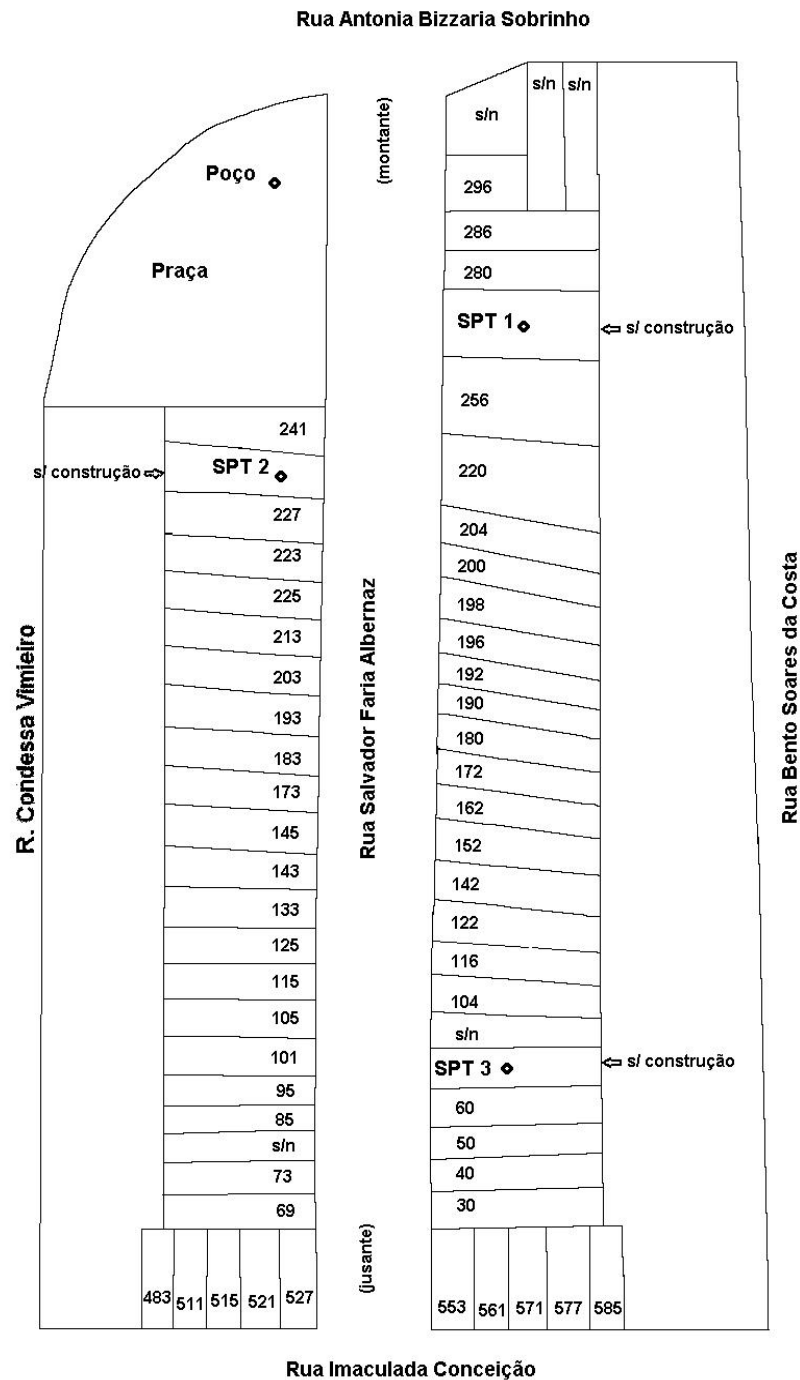 Rua Antonia Bizzaria Sobrinho
s/n
s/n
s/n
(montante)
Poço
296
286
Praça
280
SPT 1
s/ construção
256
241
SPT 2
s/ construção
220
227
204
223
200
225
198
213
196
203
192
193
190
183
180
173
172
145
162
143
152
133
142
125
122
115
116
105
104
101
s/n
SPT 3
s/ construção
95
60
85
50
s/n
40
73
30
69
R. Condessa Vimieiro
Rua Salvador Faria Albernaz
Rua Bento Soares da Costa
(jusante)
483 511 515 521 527
553 561 571 577 585
Rua Imaculada Conceição